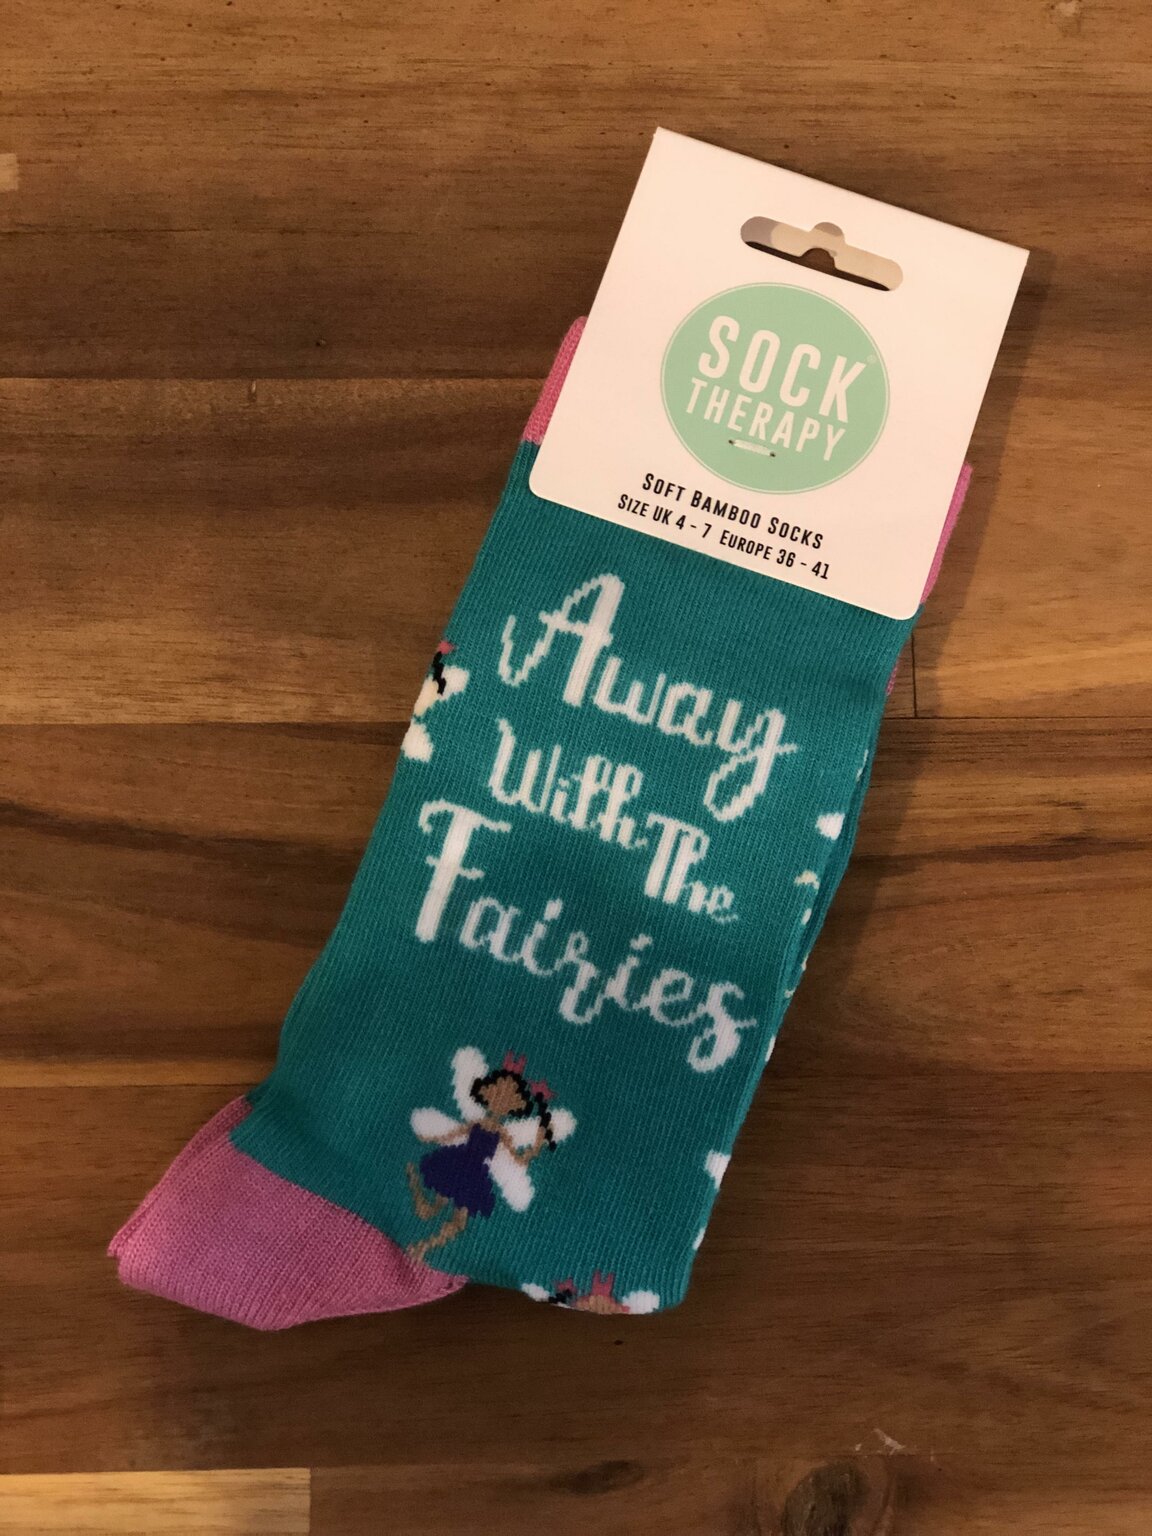 SOCK
THERAPY
SOFT BAMBOO SOCKS
SIZE UK 4 - 7 EUROPE 36 - 41
Away
With The
Fairies